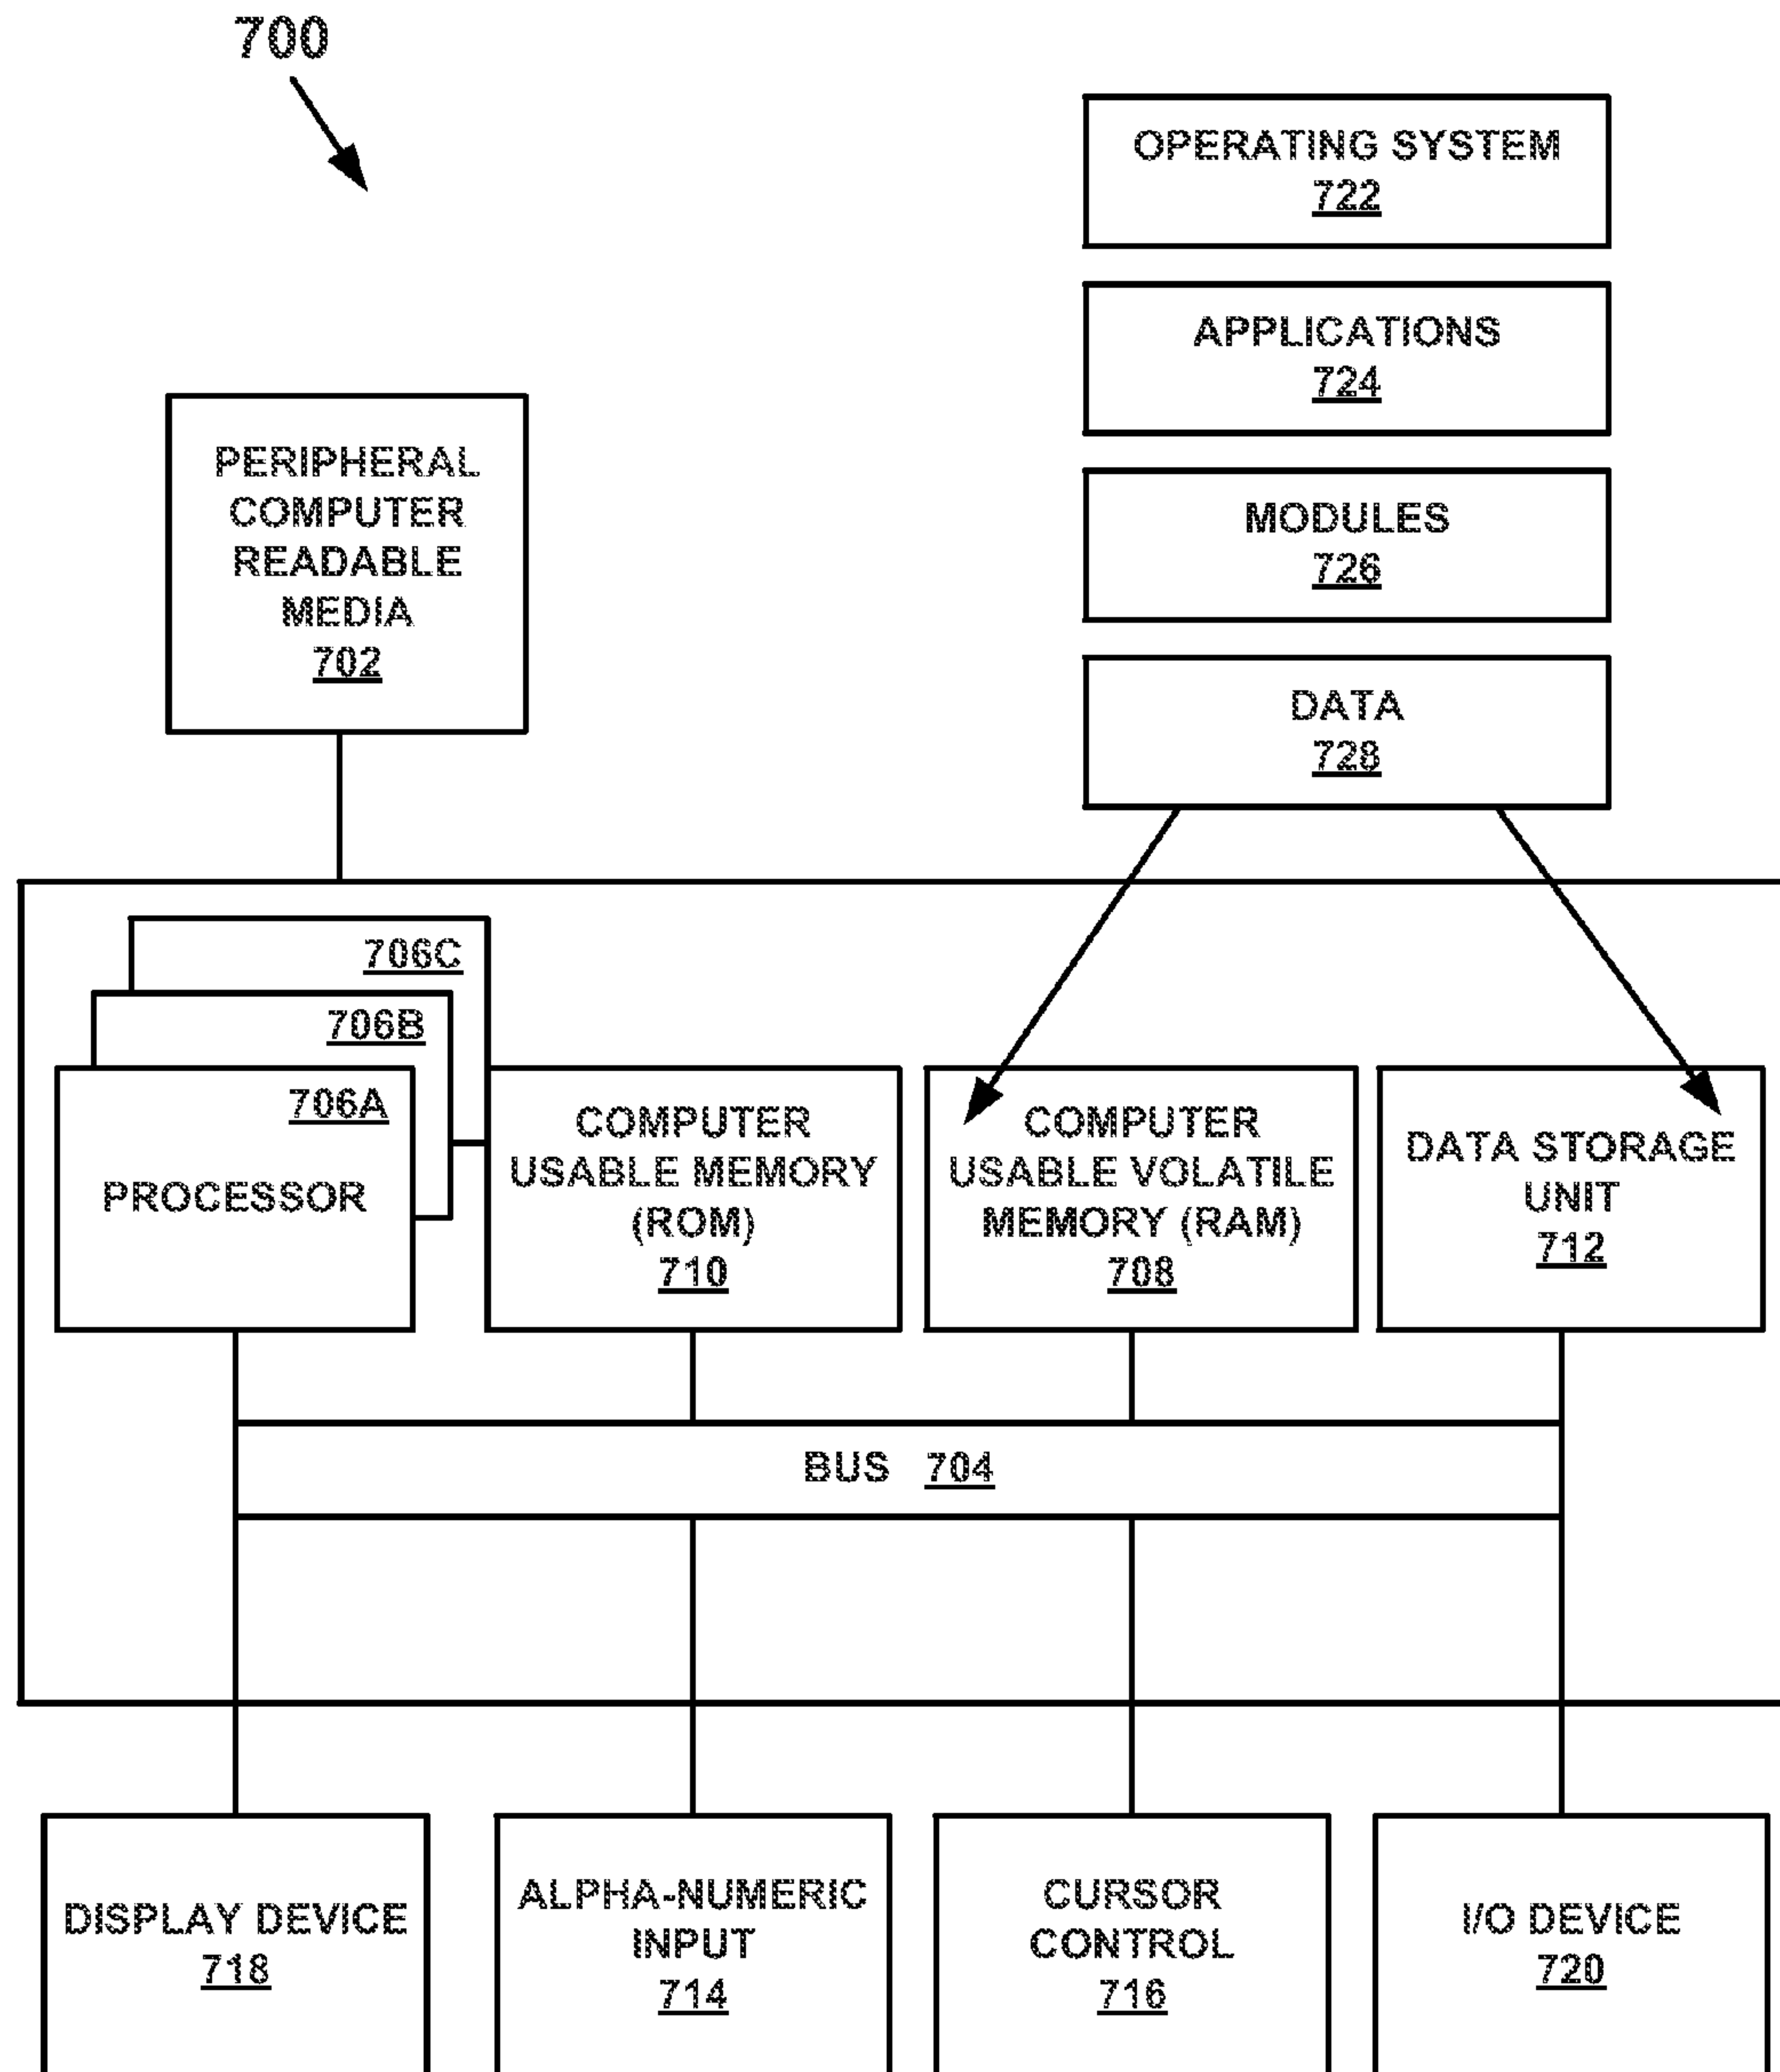 700
OPERATING SYSTEM
722
APPLICATIONS
724
MODULES
726
DATA
728
PERIPHERAL
COMPUTER
READABLE
MEDIA
702
706C
706B
706A
PROCESSOR
COMPUTER
USABLE MEMORY
(ROM)
710
COMPUTER
USABLE VOLATILE
MEMORY (RAM)
708
DATA STORAGE
UNIT
712
BUS 704
DISPLAY DEVICE
718
ALPHA-NUMERIC
INPUT
714
CURSOR
CONTROL
716
I/O DEVICE
720